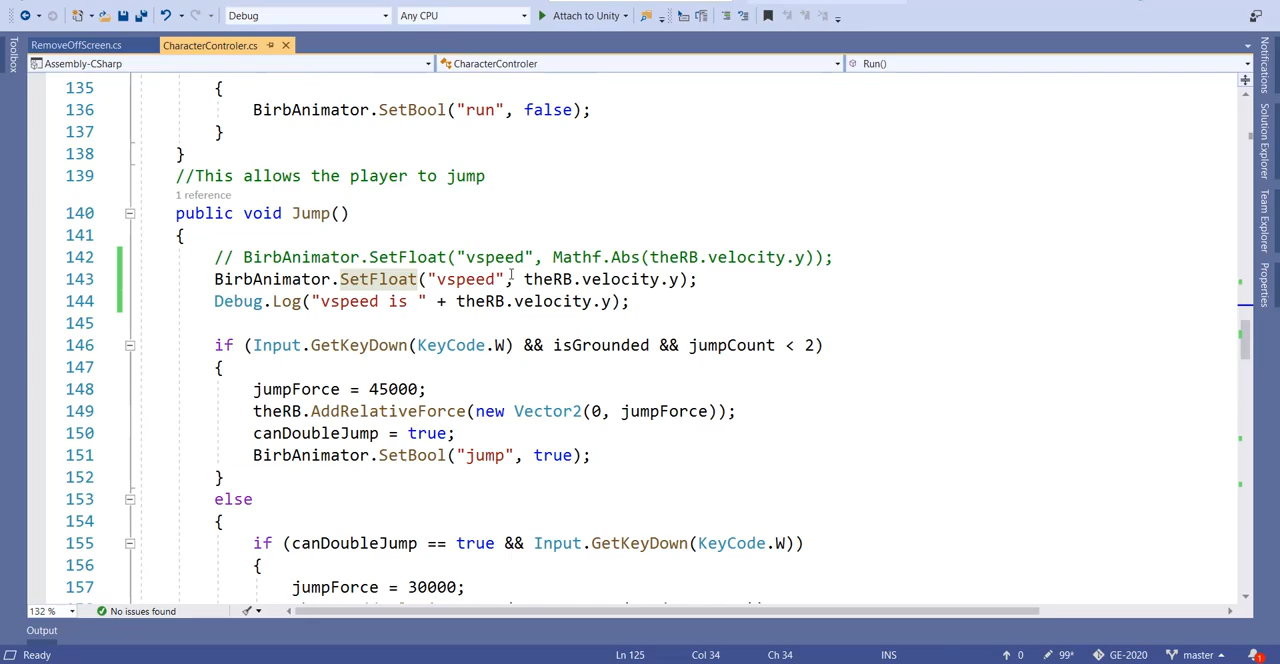 Debug Any CPU Attach to Unity
RemoveOffScreen.cs CharacterControler.cs
Toolbox
Assembly-CSharp CharacterControler Run()
135 {
136 BirbAnimator.SetBool("run", false);
137 }
138 }
139 //This allows the player to jump
1 reference
140 public void Jump()
141 {
142 // BirbAnimator.SetFloat("vspeed", Mathf.Abs(theRB.velocity.y));
143 BirbAnimator.SetFloat("vspeed", theRB.velocity.y);
144 Debug.Log("vspeed is " + theRB.velocity.y);
145
146 if (Input.GetKeyDown(KeyCode.W) && isGrounded && jumpCount < 2)
147 {
148 jumpForce = 45000;
149 theRB.AddRelativeForce(new Vector2(0, jumpForce));
150 canDoubleJump = true;
151 BirbAnimator.SetBool("jump", true);
152 }
153 else
154 {
155 if (canDoubleJump == true && Input.GetKeyDown(KeyCode.W))
156 {
157 jumpForce = 30000;
Notifications
Solution Explorer
Team Explorer
Properties
132 % No issues found
Output
Ready Ln 125 Col 34 Ch 34 INS 0 99* GE-2020 master 1